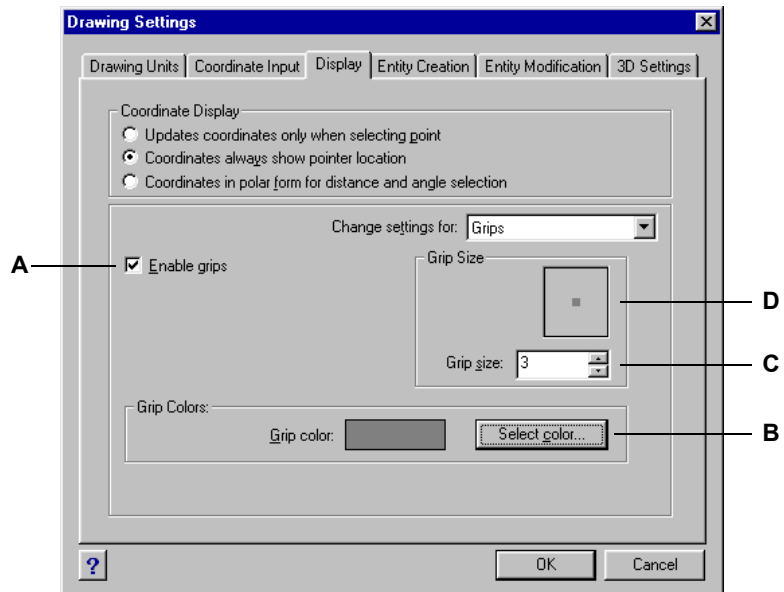 Drawing Settings
Drawing Units Coordinate Input Display Entity Creation Entity Modification 3D Settings
Coordinate Display
Updates coordinates only when selecting point
Coordinates always show pointer location
Coordinates in polar form for distance and angle selection
Change settings for: Grips
A
Enable grips
Grip Size
D
Grip size: 3
C
Grip Colors:
Grip color: Select color...
B
? OK Cancel